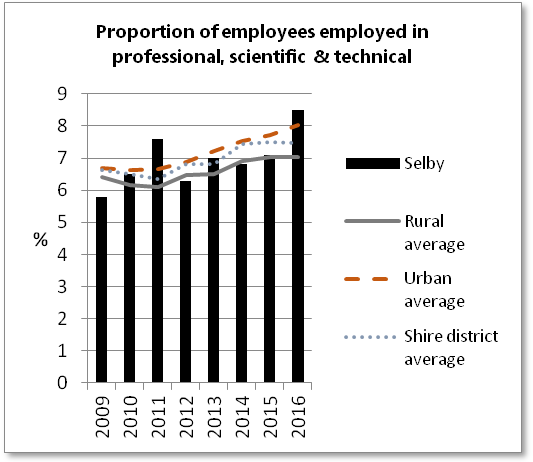 Proportion of employees employed in
professional, scientific & technical
9
8
7
6
5
4
3
2
1
0
%
2009
2010
2011
2012
2013
2014
2015
2016
Selby
Rural
average
Urban
average
Shire district
average